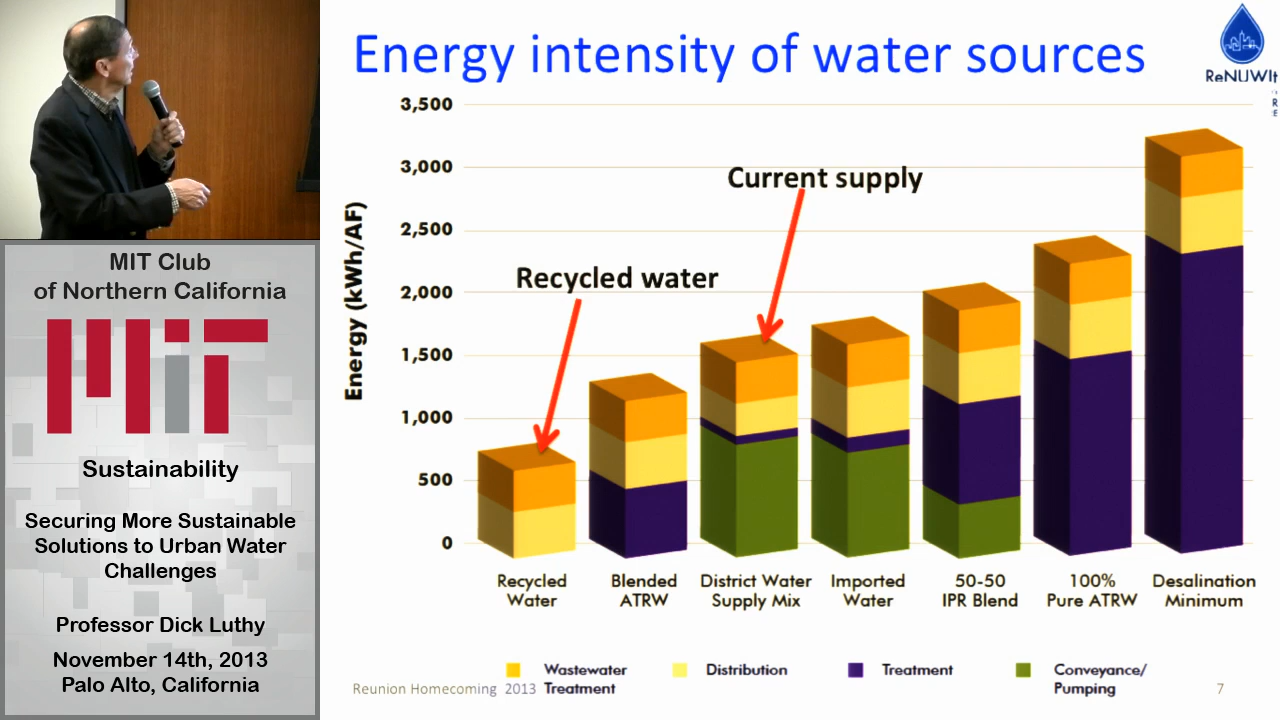 Energy intensity of water sources
ReNUWIt
R
E
3,500
3,000
2,500
2,000
1,500
1,000
500
0
Energy (kWh/AF)
Current supply
Recycled water
Recycled
Water
Blended
ATRW
District Water
Supply Mix
Imported
Water
50-50
IPR Blend
100%
Pure ATRW
Desalination
Minimum
Wastewater
Treatment
Distribution
Treatment
Conveyance/
Pumping
Reunion Homecoming 2013
7
MIT Club
of Northern California
MIT
Sustainability
Securing More Sustainable
Solutions to Urban Water
Challenges
Professor Dick Luthy
November 14th, 2013
Palo Alto, California